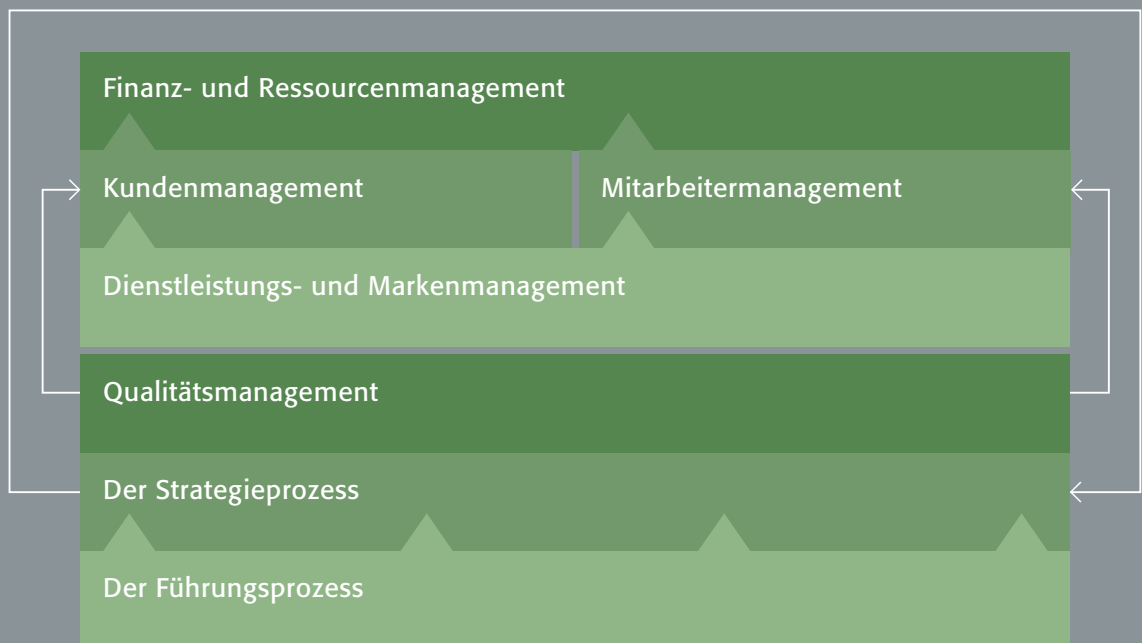 Finanz- und Ressourcenmanagement
Kundenmanagement
Mitarbeitermanagement
Dienstleistungs- und Markenmanagement
Qualitätsmanagement
Der Strategieprozess
Der Führungsprozess